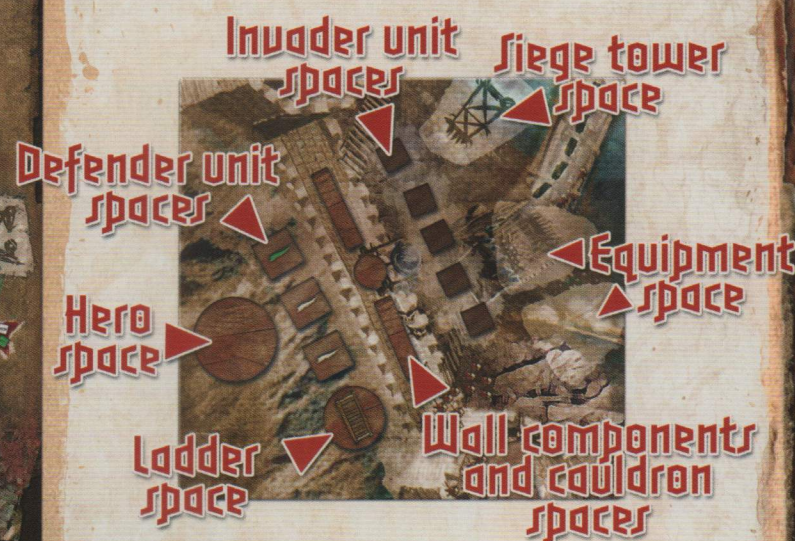 Invader unit
spaces
Siege tower
space
Defender unit
spaces
Equipment
space
Hero
space
Ladder
space
Wall components
and cauldron
spaces